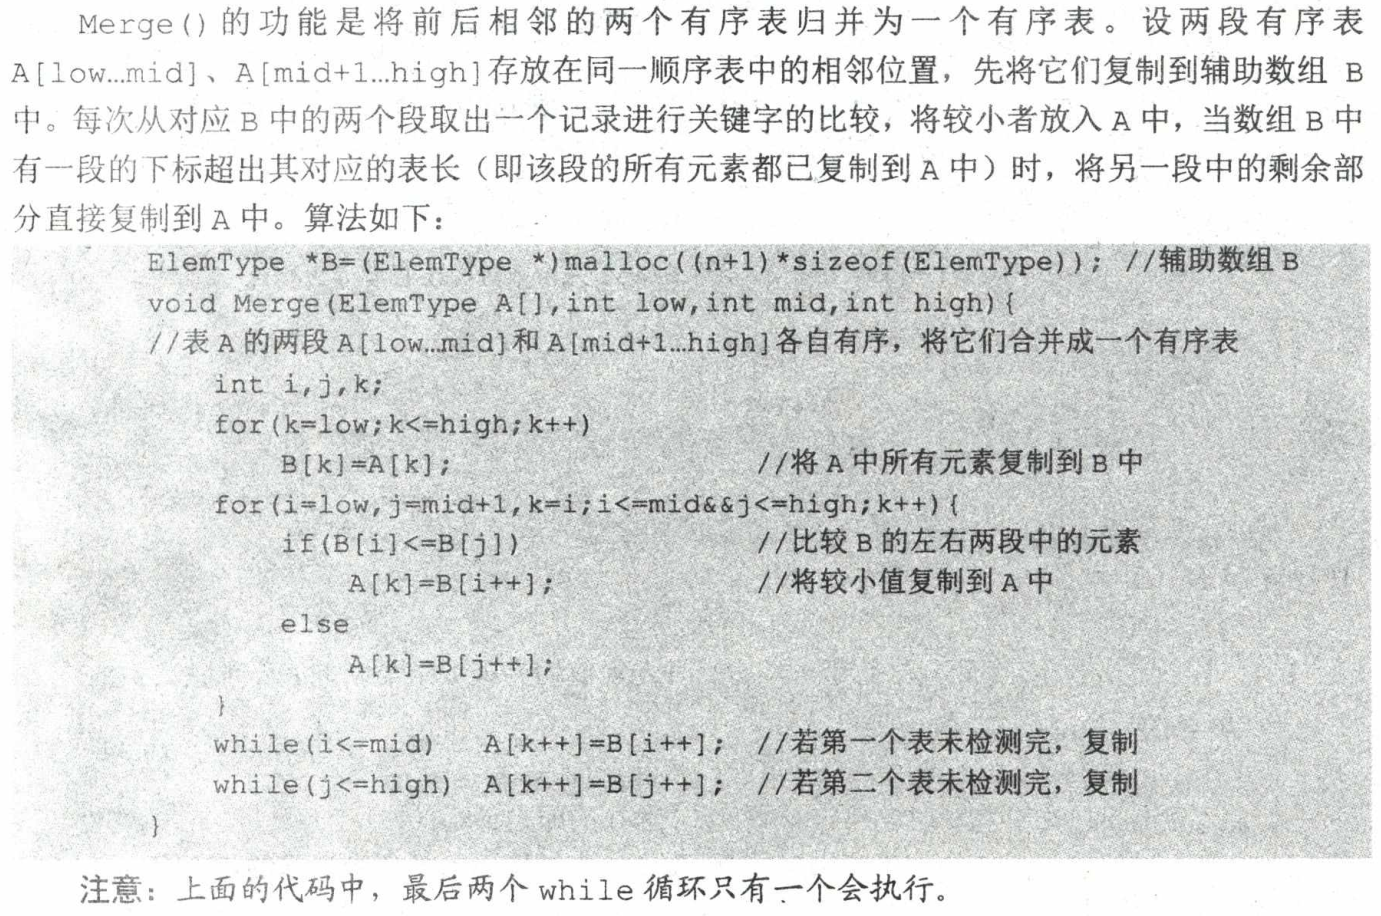 Merge()的功能是将前后相邻的两个有序表归并为一个有序表。设两段有序表
A[low…mid]、A[mid+1…high]存放在同一顺序表中的相邻位置，先将它们复制到辅助数组 B
中。每次从对应 B 中的两个段取出一个记录进行关键字的比较，将较小者放入 A 中，当数组 B 中
有一段的下标超出其对应的表长（即该段的所有元素都已复制到 A 中）时，将另一段中的剩余部
分直接复制到 A 中。算法如下：
ElemType *B=(ElemType *)malloc((n+1)*sizeof(ElemType)); //辅助数组 B
void Merge(ElemType A[],int low,int mid,int high){
//表 A 的两段 A[low…mid]和 A[mid+1…high]各自有序，将它们合并成一个有序表
int i,j,k;
for(k=low;k<=high;k++)
B[k]=A[k]; //将 A 中所有元素复制到 B 中
for(i=low,j=mid+1,k=i;i<=mid&&j<=high;k++){
if(B[i]<=B[j]) //比较 B 的左右两段中的元素
A[k]=B[i++]; //将较小值复制到 A 中
else
A[k]=B[j++];
}
while(i<=mid) A[k++]=B[i++]; //若第一个表未检测完，复制
while(j<=high) A[k++]=B[j++]; //若第二个表未检测完，复制
}
注意：上面的代码中，最后两个 while 循环只有一个会执行。